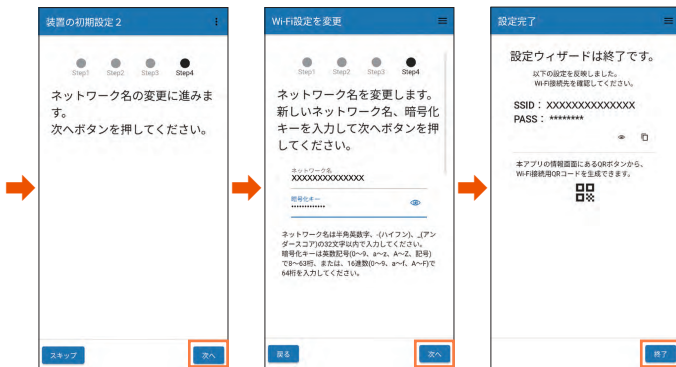 装置の初期設定２
Step1 Step2 Step3 Step4
ネットワーク名の変更に進みま
す。
次へボタンを押してください。
スキップ
次へ
Wi-Fi設定を変更
Step1 Step2 Step3 Step4
ネットワーク名を変更します。
新しいネットワーク名、暗号化
キーを入力して次へボタンを押
してください。
ネットワーク名
XXXXXXXXXXXXXX
暗号化キー
•••••••••••••
ネットワーク名は半角英数字、-(ハイフン)、_(アン
ダースコア)の32文字以内で入力してください。
暗号化キーは英数記号(0〜9、a〜z、A〜Z、記号)
で8〜63桁、または、16進数(0〜9、a〜f、A〜F)で
64桁を入力してください。
戻る
次へ
設定完了
設定ウィザードは終了です。
以下の設定を反映しました。
Wi-Fi接続先を確認してください。
SSID： XXXXXXXXXXXXXX
PASS： ********
本アプリの情報画面にあるQRボタンから、
Wi-Fi接続用QRコードを生成できます。
終了